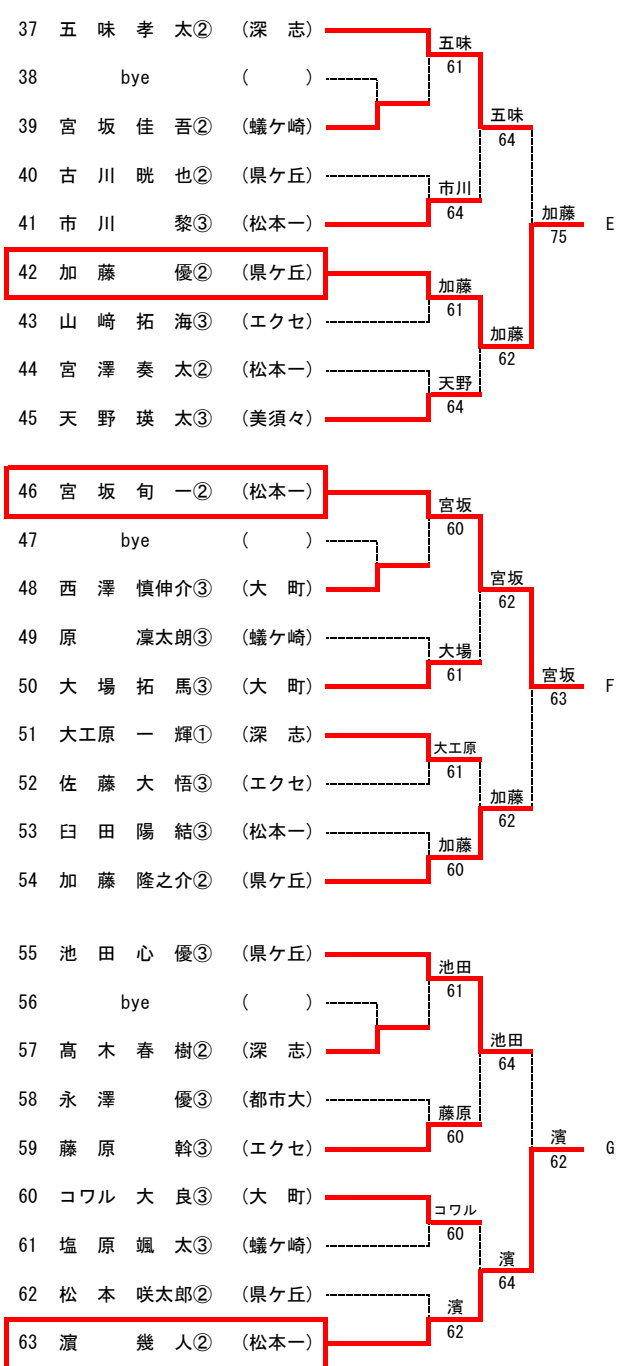 37 五 味 孝 太② (深 志)
五味
61
38 bye ( )
39 宮 坂 佳 吾② (蟻ケ崎)
五味
64
40 古 川 晄 也② (県ケ丘)
市川
64
41 市 川 黎③ (松本一)
加藤 E
75
42 加 藤 優② (県ケ丘)
加藤
61
43 山 﨑 拓 海③ (エクセ)
加藤
62
44 宮 澤 奏 太② (松本一)
天野
64
45 天 野 瑛 太③ (美須々)
46 宮 坂 旬 一② (松本一)
宮坂
60
47 bye ( )
48 西 澤 慎伸介③ (大 町)
宮坂
62
49 原 凜太朗③ (蟻ケ崎)
大場
61
50 大 場 拓 馬③ (大 町)
宮坂 F
63
51 大工原 一 輝① (深 志)
大工原
61
52 佐 藤 大 悟③ (エクセ)
加藤
62
53 臼 田 陽 結③ (松本一)
加藤
60
54 加 藤 隆之介② (県ケ丘)
55 池 田 心 優③ (県ケ丘)
池田
61
56 bye ( )
57 髙 木 春 樹② (深 志)
池田
64
58 永 澤 優③ (都市大)
藤原
60
59 藤 原 幹③ (エクセ)
濱 G
62
60 コワル 大 良③ (大 町)
コワル
60
61 塩 原 颯 太③ (蟻ケ崎)
濱
64
62 松 本 咲太郎② (県ケ丘)
濱
62
63 濵 幾 人② (松本一)